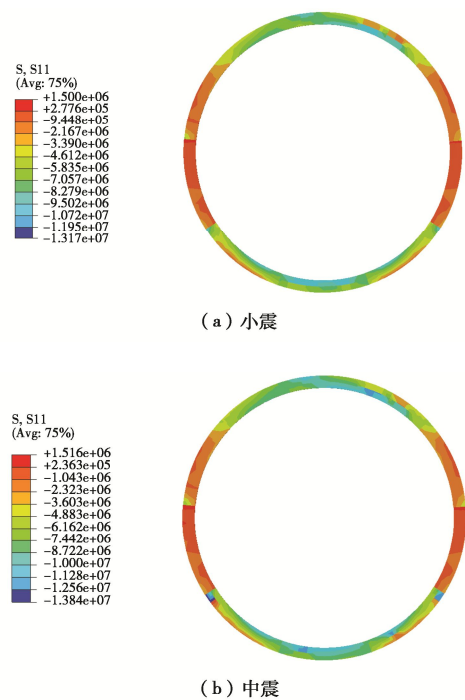 S, S11
(Avg: 75%)
+1.500e+06
+2.776e+05
−9.448e+05
−2.167e+06
−3.390e+06
−4.612e+06
−5.835e+06
−7.057e+06
−8.279e+06
−9.502e+06
−1.072e+07
−1.195e+07
−1.317e+07
（a）小震
S, S11
(Avg: 75%)
+1.516e+06
+2.363e+05
−1.043e+06
−2.323e+06
−3.603e+06
−4.883e+06
−6.162e+06
−7.442e+06
−8.722e+06
−1.000e+07
−1.128e+07
−1.256e+07
−1.384e+07
（b）中震